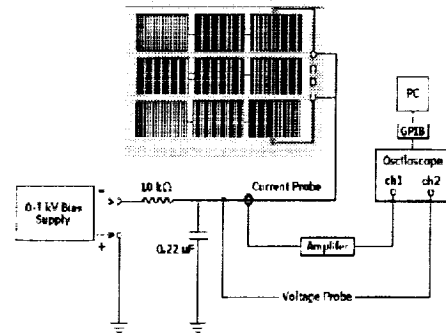 PC
GPIB
Oscilloscope
ch1 ch2
0-1 kV Bias
Supply
-
+
10 kΩ
Current Probe
0.22 uF
Amplifier
Voltage Probe